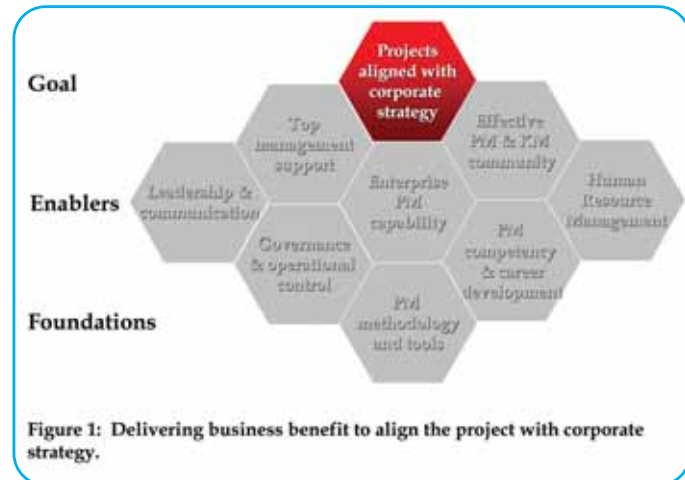 Goal
Projects
aligned with
corporate
strategy
Top
management
support
Effective
PM & KM
community
Enablers
Leadership &
communication
Enterprise
PM
capability
Human
Resource
Management
Governance
& operational
control
PM
competency
& career
development
Foundations
PM
methodology
and tools
Figure 1: Delivering business benefit to align the project with corporate
strategy.